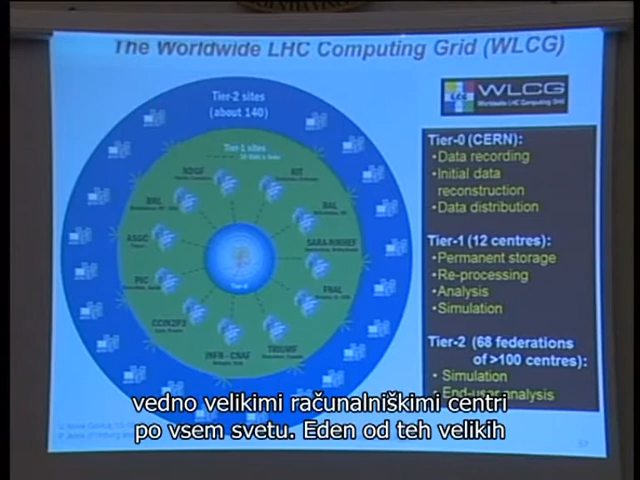 The Worldwide LHC Computing Grid (WLCG)
WLCG
Worldwide LHC Computing Grid
Tier-2 sites
(about 140)
Tier-1 sites
NDGF
KIT
BNL
RAL
ASGC
SARA-NIKHEF
PIC
FNAL
CCIN2P3
TRIUMF
INFN - CNAF
Tier-0
Tier-0 (CERN):
•Data recording
•Initial data
reconstruction
•Data distribution
Tier-1 (12 centres):
•Permanent storage
•Re-processing
•Analysis
•Simulation
Tier-2 (68 federations
of >100 centres):
•Simulation
•End-user analysis
vedno velikimi računalniškimi centri
po vsem svetu. Eden od teh velikih